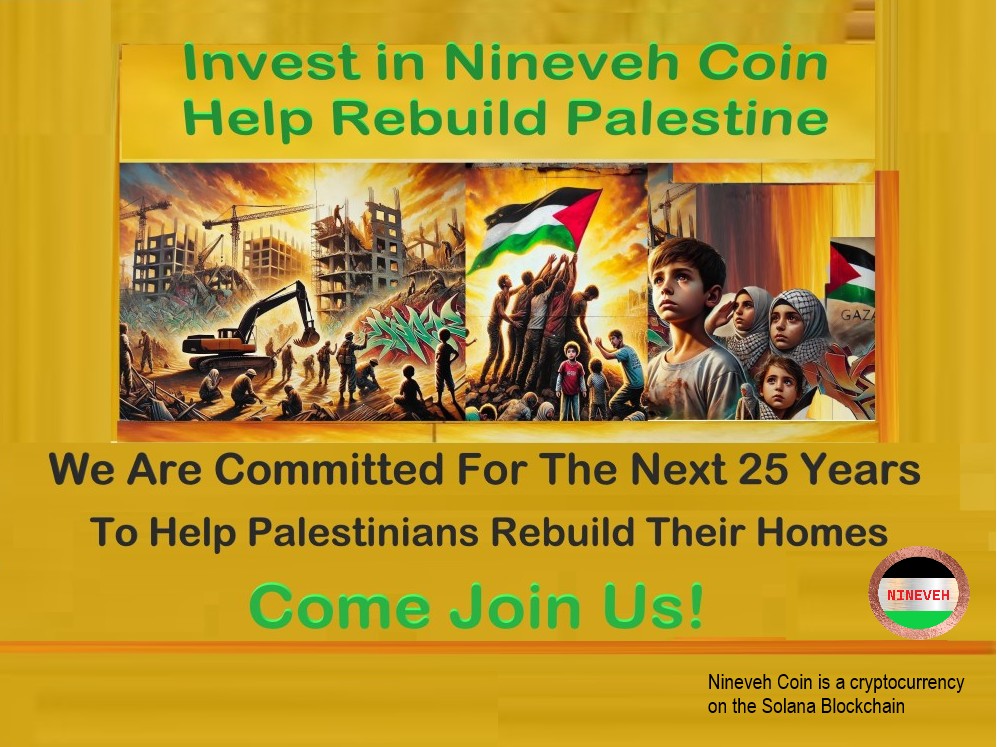 Invest in Nineveh Coin
Help Rebuild Palestine
GAZA
We Are Committed For The Next 25 Years
To Help Palestinians Rebuild Their Homes
Come Join Us!
NINEVEH
Nineveh Coin is a cryptocurrency
on the Solana Blockchain